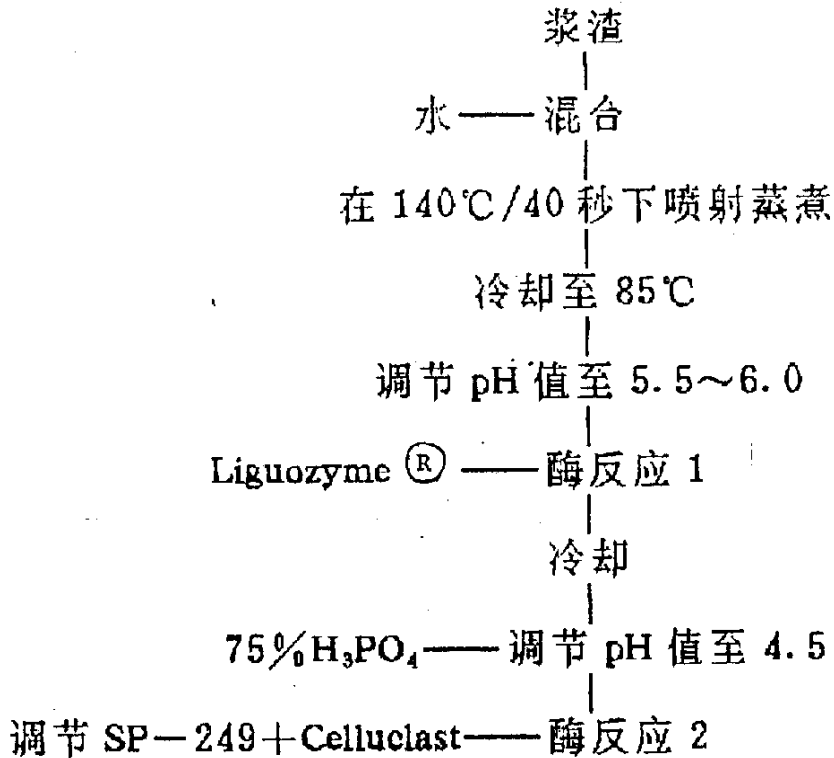 浆渣
水——混合
在 140℃/40 秒下喷射蒸煮
冷却至 85℃
调节 pH 值至 5.5～6.0
Liguozyme Ⓡ ——酶反应 1
冷却
75%H₃PO₄——调节 pH 值至 4.5
调节 SP－249＋Celluclast——酶反应 2